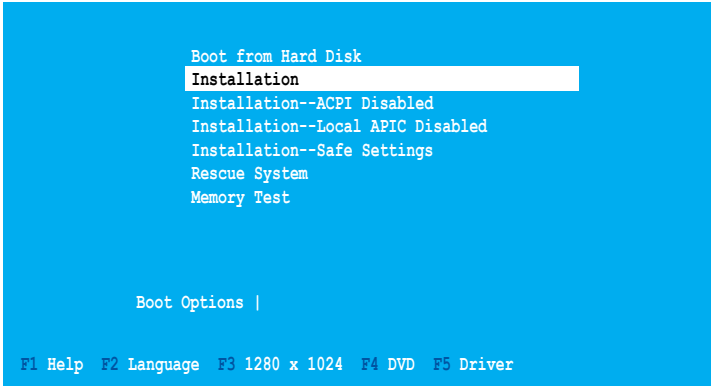 Boot from Hard Disk
Installation
Installation--ACPI Disabled
Installation--Local APIC Disabled
Installation--Safe Settings
Rescue System
Memory Test
Boot Options |
F1 Help F2 Language F3 1280 x 1024 F4 DVD F5 Driver